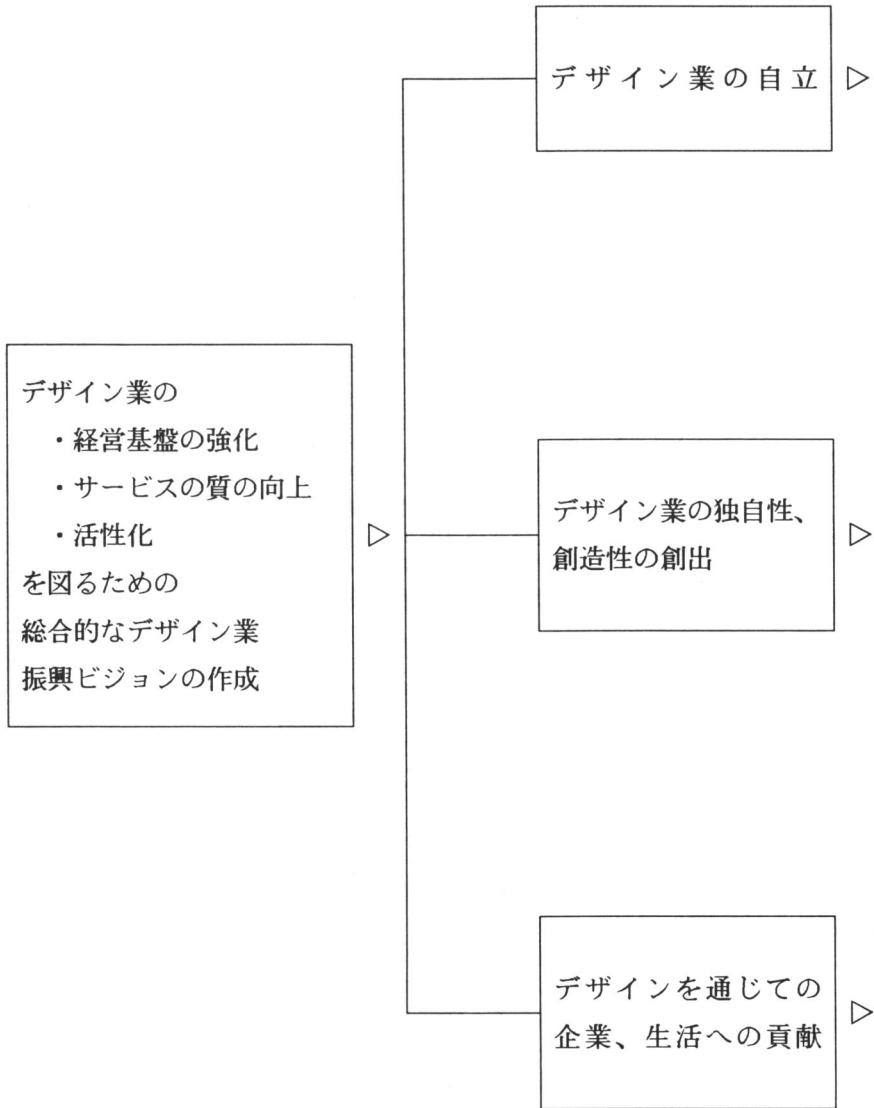 デザイン業の自立
デザイン業の
・経営基盤の強化
・サービスの質の向上
・活性化
を図るための
総合的なデザイン業
振興ビジョンの作成
デザイン業の独自性、
創造性の創出
デザインを通じての
企業、生活への貢献